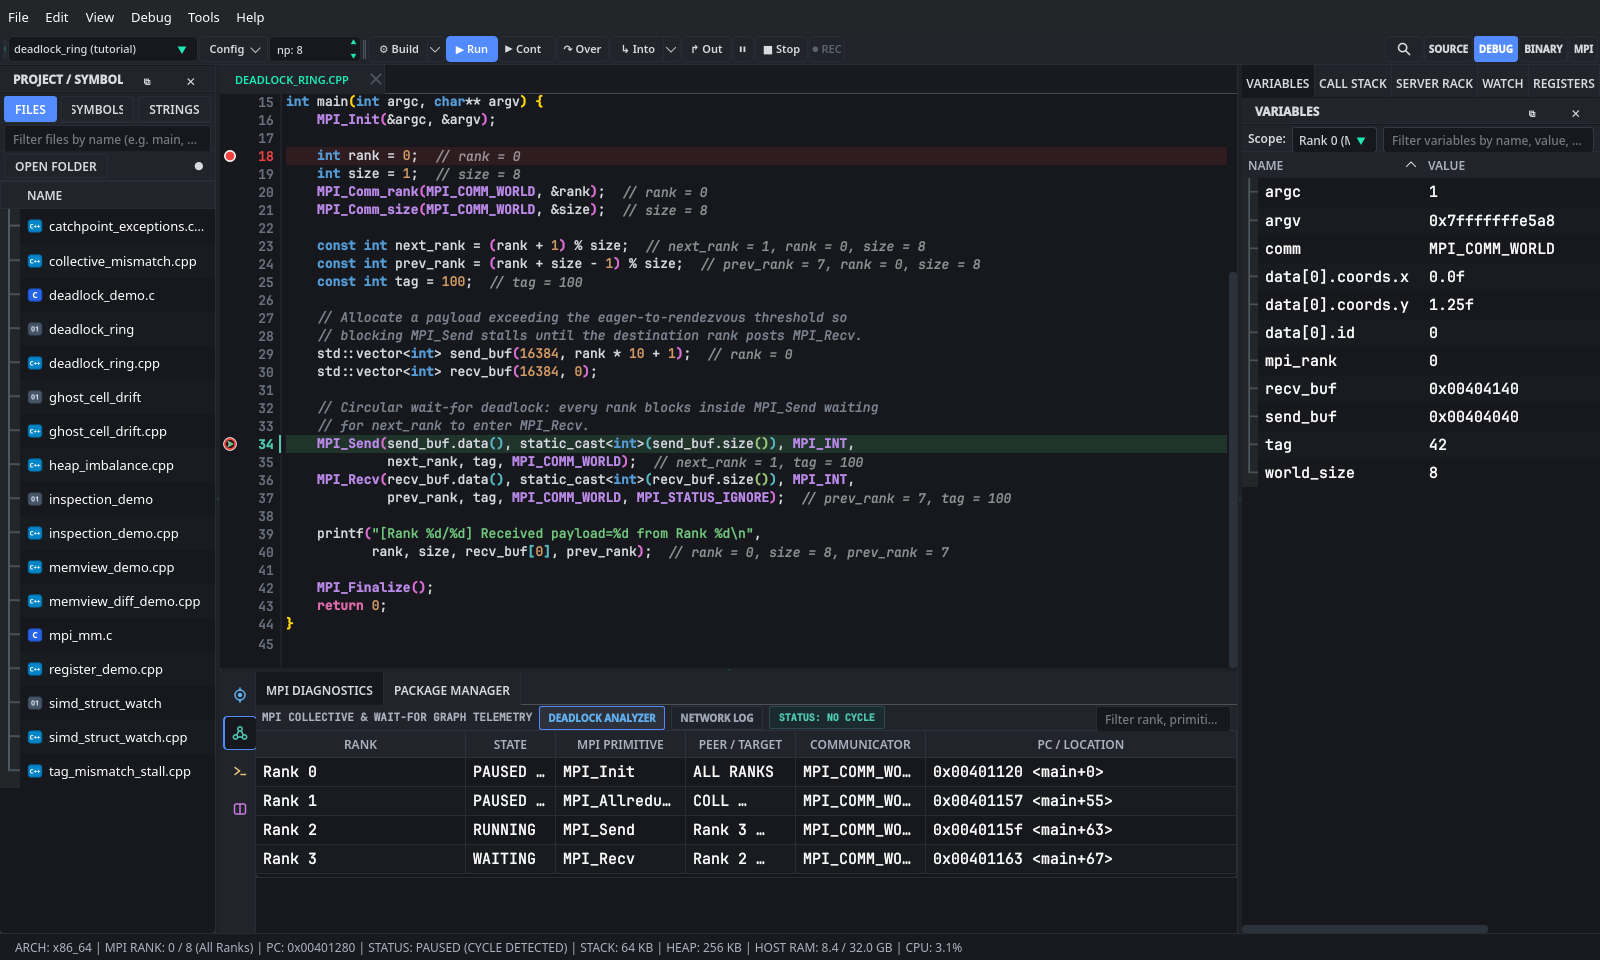 File Edit View Debug Tools Help
deadlock_ring (tutorial) Config np: 8 Build Run Cont Over Into Out Stop REC SOURCE DEBUG BINARY MPI
PROJECT / SYMBOL
FILES SYMBOLS STRINGS
Filter files by name (e.g. main, ...
OPEN FOLDER
NAME
catchpoint_exceptions.c...
collective_mismatch.cpp
deadlock_demo.c
deadlock_ring
deadlock_ring.cpp
ghost_cell_drift
ghost_cell_drift.cpp
heap_imbalance.cpp
inspection_demo
inspection_demo.cpp
memview_demo.cpp
memview_diff_demo.cpp
mpi_mm.c
register_demo.cpp
simd_struct_watch
simd_struct_watch.cpp
tag_mismatch_stall.cpp
DEADLOCK_RING.CPP
15 int main(int argc, char** argv) {
16 MPI_Init(&argc, &argv);
17
18 int rank = 0; // rank = 0
19 int size = 1; // size = 8
20 MPI_Comm_rank(MPI_COMM_WORLD, &rank); // rank = 0
21 MPI_Comm_size(MPI_COMM_WORLD, &size); // size = 8
22
23 const int next_rank = (rank + 1) % size; // next_rank = 1, rank = 0, size = 8
24 const int prev_rank = (rank + size - 1) % size; // prev_rank = 7, rank = 0, size = 8
25 const int tag = 100; // tag = 100
26
27 // Allocate a payload exceeding the eager-to-rendezvous threshold so
28 // blocking MPI_Send stalls until the destination rank posts MPI_Recv.
29 std::vector<int> send_buf(16384, rank * 10 + 1); // rank = 0
30 std::vector<int> recv_buf(16384, 0);
31
32 // Circular wait-for deadlock: every rank blocks inside MPI_Send waiting
33 // for next_rank to enter MPI_Recv.
34 MPI_Send(send_buf.data(), static_cast<int>(send_buf.size()), MPI_INT,
35 next_rank, tag, MPI_COMM_WORLD); // next_rank = 1, tag = 100
36 MPI_Recv(recv_buf.data(), static_cast<int>(recv_buf.size()), MPI_INT,
37 prev_rank, tag, MPI_COMM_WORLD, MPI_STATUS_IGNORE); // prev_rank = 7, tag = 100
38
39 printf("[Rank %d/%d] Received payload=%d from Rank %d\n",
40 rank, size, recv_buf[0], prev_rank); // rank = 0, size = 8, prev_rank = 7
41
42 MPI_Finalize();
43 return 0;
44 }
45
MPI DIAGNOSTICS PACKAGE MANAGER
MPI COLLECTIVE & WAIT-FOR GRAPH TELEMETRY DEADLOCK ANALYZER NETWORK LOG STATUS: NO CYCLE Filter rank, primiti...
RANK STATE MPI PRIMITIVE PEER / TARGET COMMUNICATOR PC / LOCATION
Rank 0 PAUSED ... MPI_Init ALL RANKS MPI_COMM_WO... 0x00401120 <main+0>
Rank 1 PAUSED ... MPI_Allredu... COLL ... MPI_COMM_WO... 0x00401157 <main+55>
Rank 2 RUNNING MPI_Send Rank 3 ... MPI_COMM_WO... 0x0040115f <main+63>
Rank 3 WAITING MPI_Recv Rank 2 ... MPI_COMM_WO... 0x00401163 <main+67>
VARIABLES CALL STACK SERVER RACK WATCH REGISTERS
VARIABLES
Scope: Rank 0 (M Filter variables by name, value, ...
NAME VALUE
argc 1
argv 0x7fffffffe5a8
comm MPI_COMM_WORLD
data[0].coords.x 0.0f
data[0].coords.y 1.25f
data[0].id 0
mpi_rank 0
recv_buf 0x00404140
send_buf 0x00404040
tag 42
world_size 8
ARCH: x86_64 | MPI RANK: 0 / 8 (All Ranks) | PC: 0x00401280 | STATUS: PAUSED (CYCLE DETECTED) | STACK: 64 KB | HEAP: 256 KB | HOST RAM: 8.4 / 32.0 GB | CPU: 3.1%